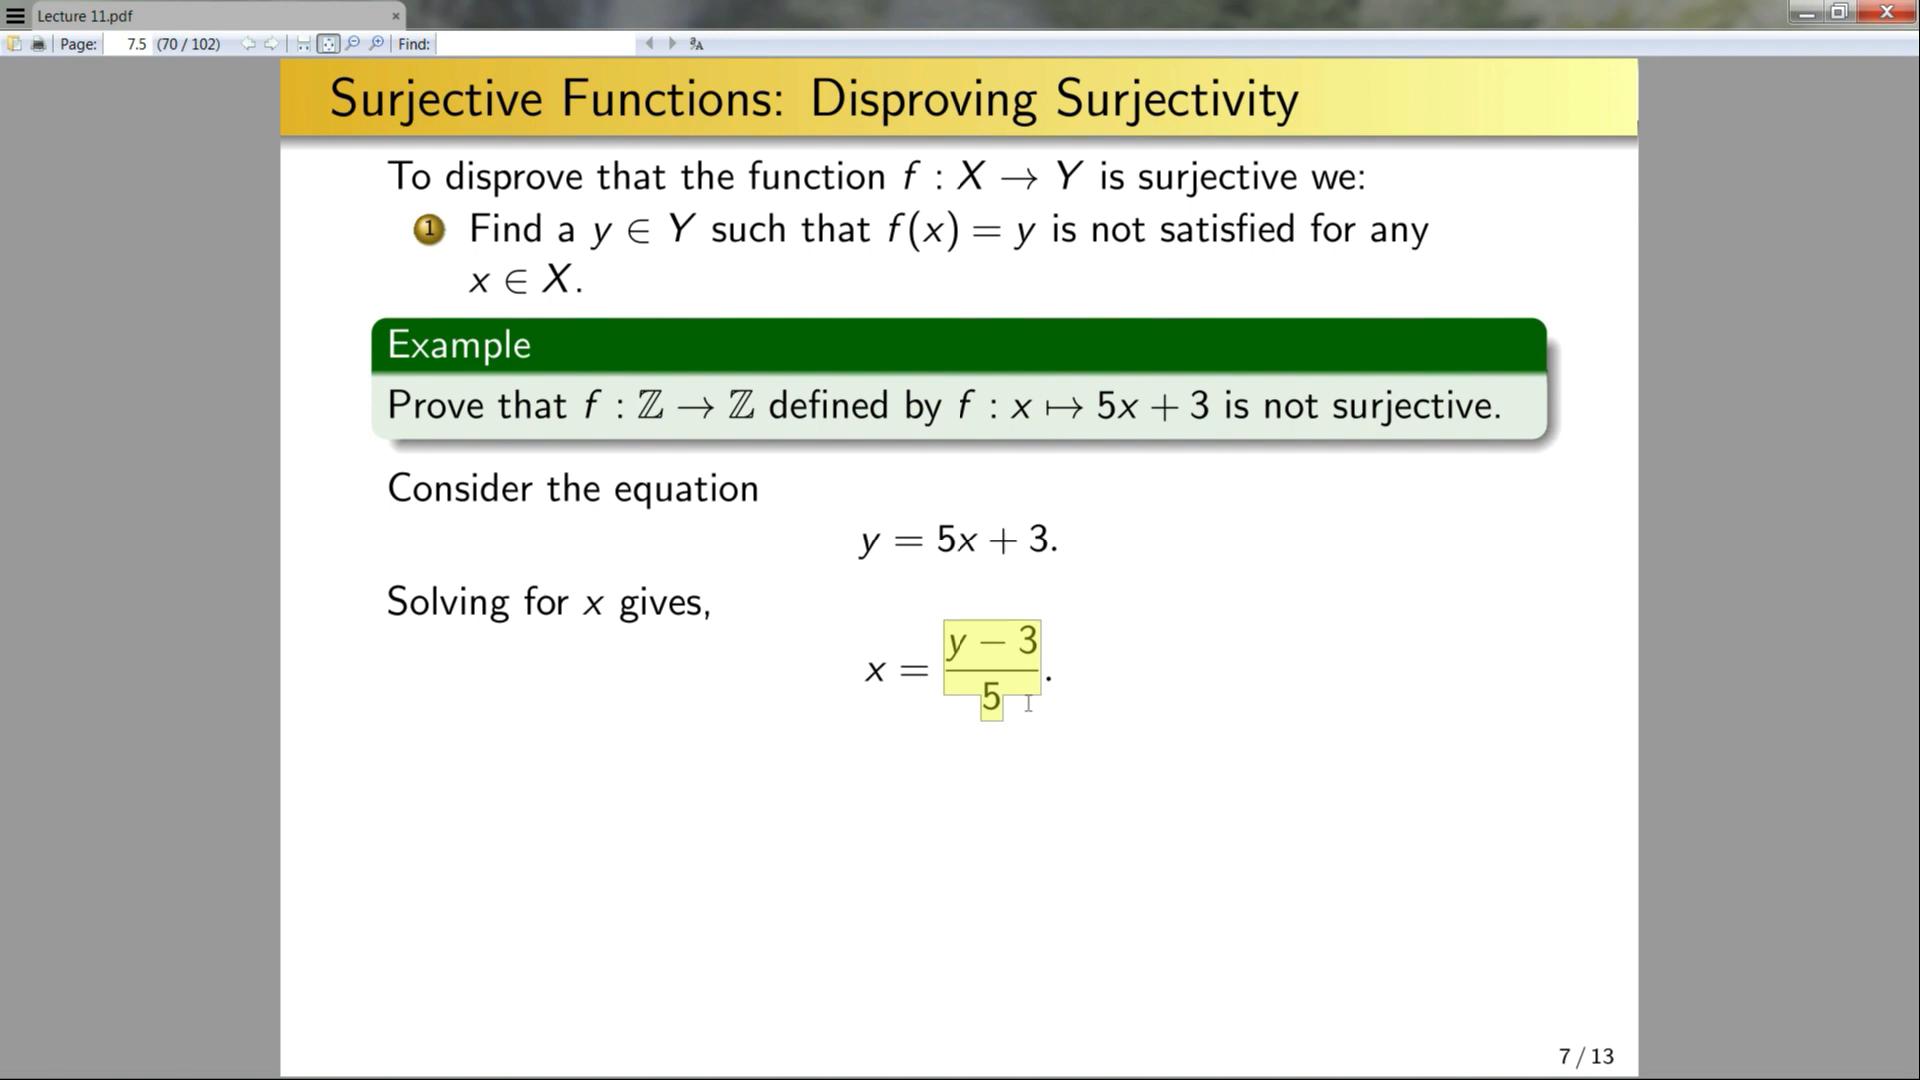 Lecture 11.pdf
Page: 7.5 (70 / 102) Find:
Surjective Functions: Disproving Surjectivity
To disprove that the function f : X → Y is surjective we:
1 Find a y ∈ Y such that f(x) = y is not satisfied for any
x ∈ X.
Example
Prove that f : ℤ → ℤ defined by f : x ↦ 5x + 3 is not surjective.
Consider the equation
y = 5x + 3.
Solving for x gives,
x = (y − 3)/5.
7 / 13